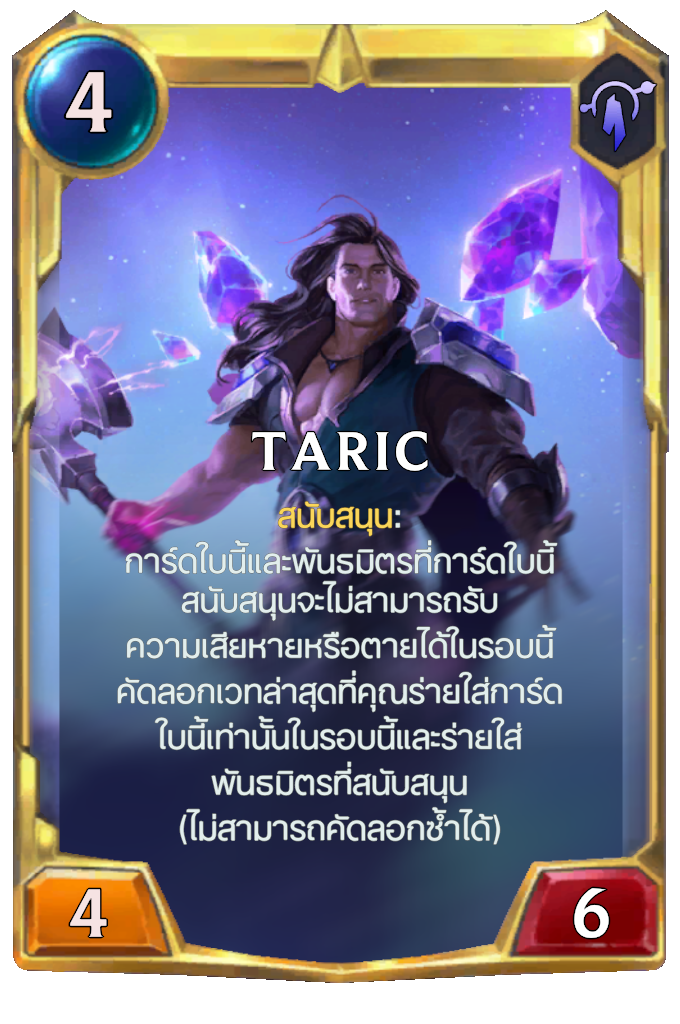 4
TARIC
สนับสนุน:
การ์ดใบนี้และพันธมิตรที่การ์ดใบนี้
สนับสนุนจะไม่สามารถรับ
ความเสียหายหรือตายได้ในรอบนี้
คัดลอกเวทล่าสุดที่คุณร่ายใส่การ์ด
ใบนี้เท่านั้นในรอบนี้และร่ายใส่
พันธมิตรที่สนับสนุน
(ไม่สามารถคัดลอกซ้ำได้)
4
6